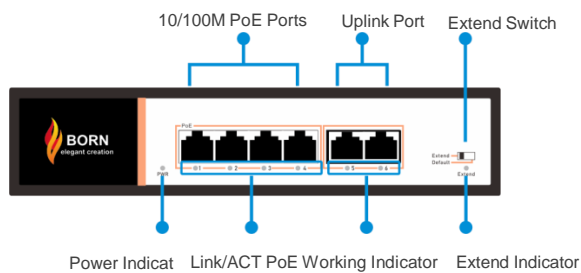 10/100M PoE Ports Uplink Port Extend Switch
PoE
BORN
elegant creation
Extend
Default
1 2 3 4 5 6
PWR Extend
Power Indicat Link/ACT PoE Working Indicator Extend Indicator